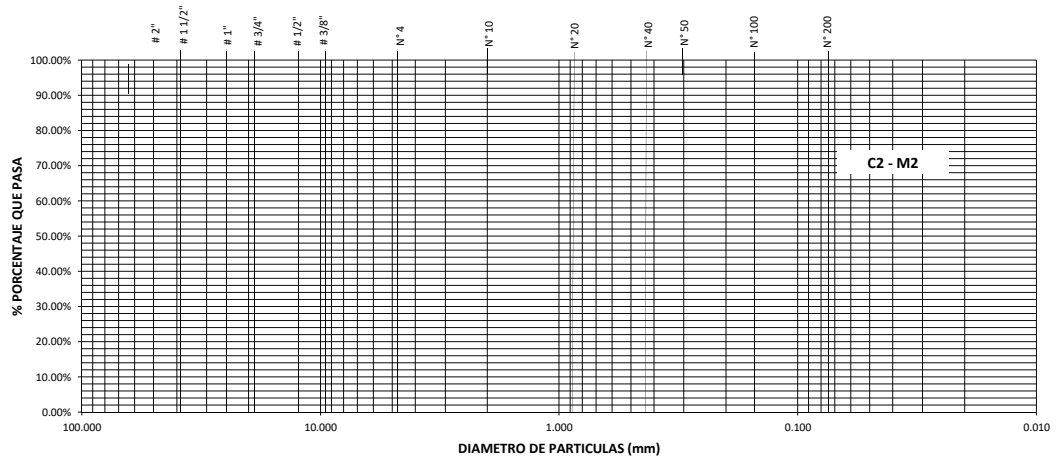 # 2"
# 1 1/2"
# 1"
# 3/4"
# 1/2"
# 3/8"
N° 4
N° 10
N° 20
N° 40
N° 50
N° 100
N° 200
100.00%
90.00%
80.00%
70.00%
60.00%
50.00%
40.00%
30.00%
20.00%
10.00%
0.00%
% PORCENTAJE QUE PASA
C2 - M2
100.000
10.000
1.000
0.100
0.010
DIAMETRO DE PARTICULAS (mm)